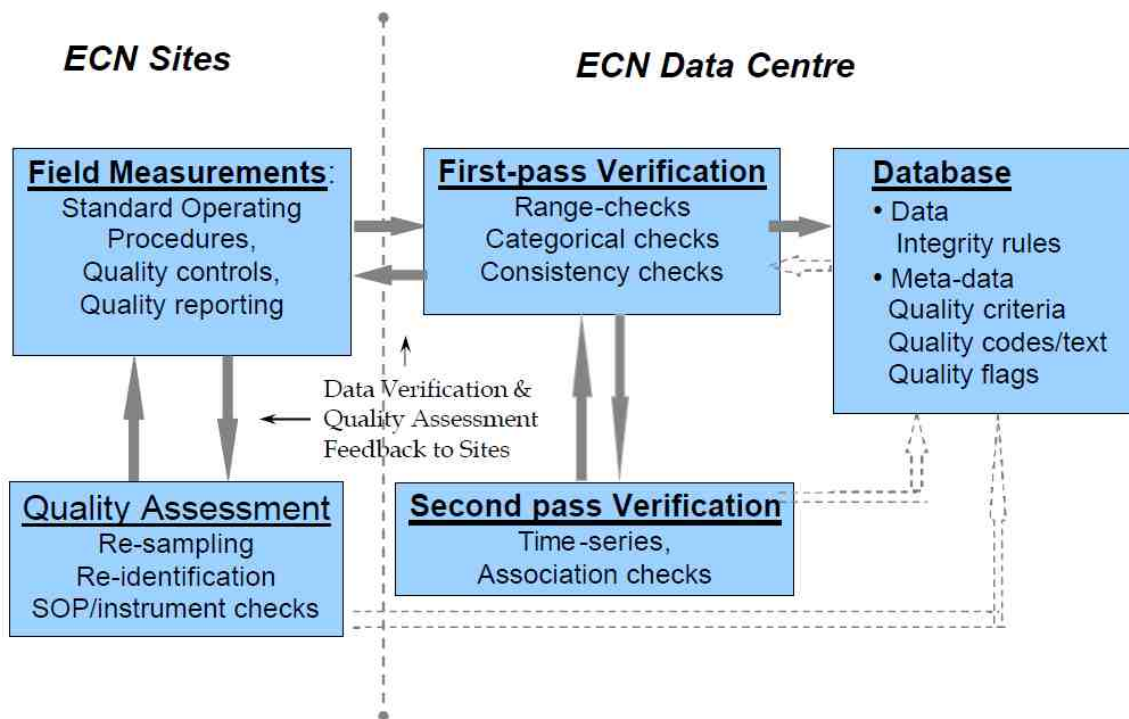 ECN Sites
ECN Data Centre
Field Measurements:
Standard Operating
Procedures,
Quality controls,
Quality reporting
First-pass Verification
Range-checks
Categorical checks
Consistency checks
Database
• Data
Integrity rules
• Meta-data
Quality criteria
Quality codes/text
Quality flags
Data Verification &
Quality Assessment
Feedback to Sites
Quality Assessment
Re-sampling
Re-identification
SOP/instrument checks
Second pass Verification
Time-series,
Association checks